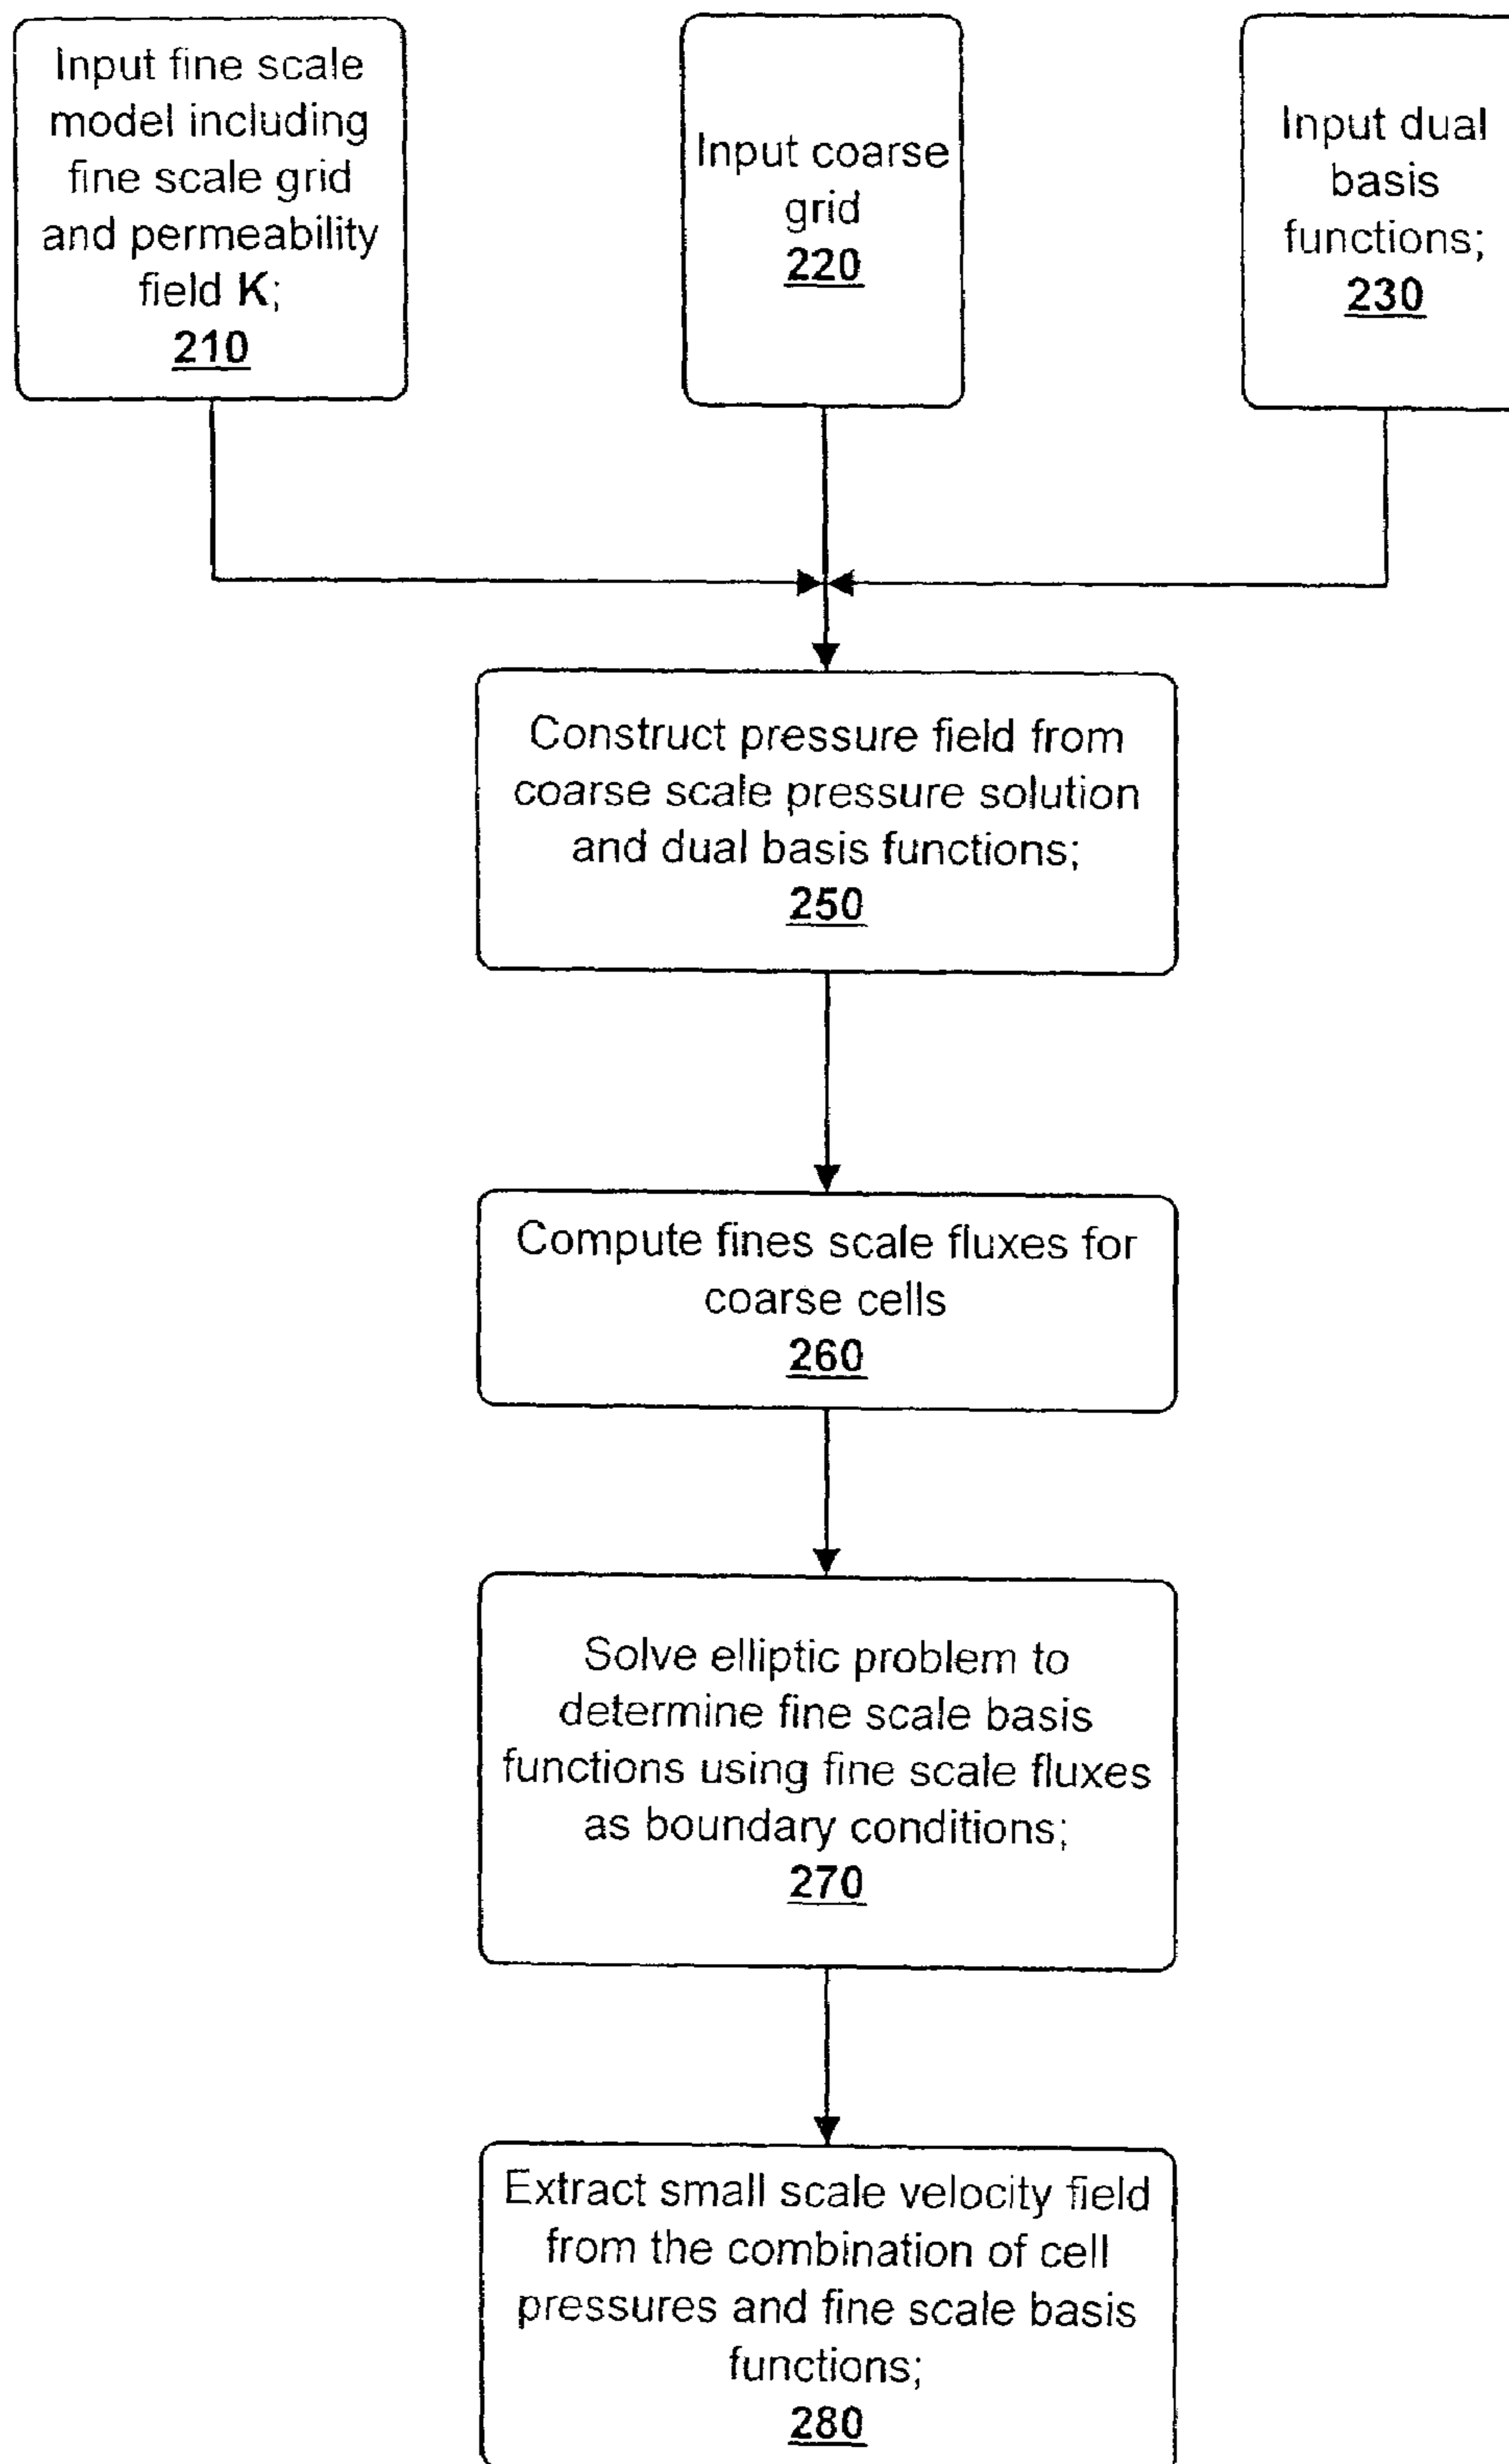 Input fine scale
model including
fine scale grid
and permeability
field K;
210
Input coarse
grid
220
Input dual
basis
functions;
230
Construct pressure field from
coarse scale pressure solution
and dual basis functions;
250
Compute fines scale fluxes for
coarse cells
260
Solve elliptic problem to
determine fine scale basis
functions using fine scale fluxes
as boundary conditions;
270
Extract small scale velocity field
from the combination of cell
pressures and fine scale basis
functions;
280